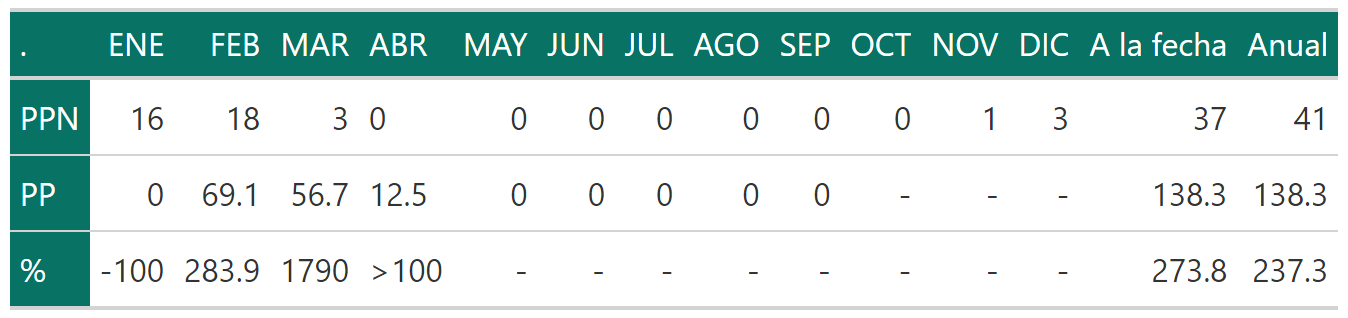 . ENE FEB MAR ABR MAY JUN JUL AGO SEP OCT NOV DIC A la fecha Anual
PPN 16 18 3 0 0 0 0 0 0 0 1 3 37 41
PP 0 69.1 56.7 12.5 0 0 0 0 0 - - - 138.3 138.3
% -100 283.9 1790 >100 - - - - - - - - 273.8 237.3